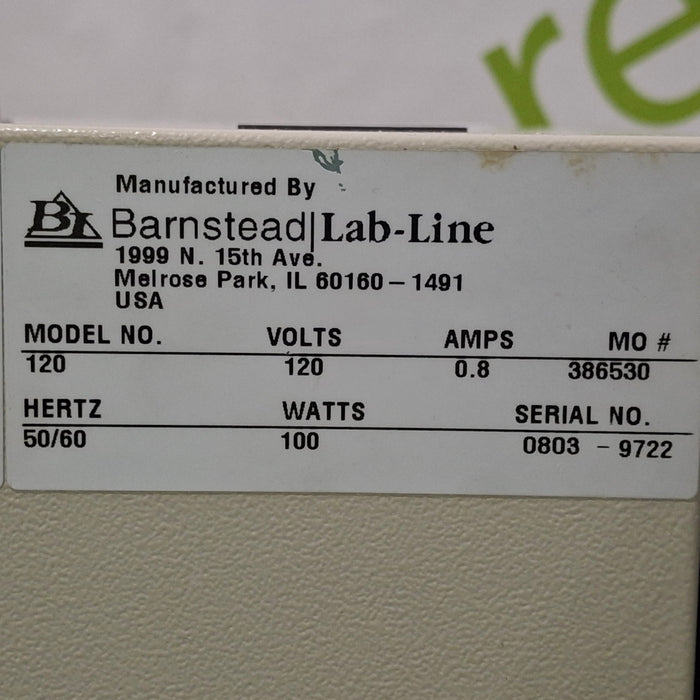 re
Manufactured By
BL Barnstead|Lab-Line
1999 N. 15th Ave.
Melrose Park, IL 60160-1491
USA
MODEL NO. VOLTS AMPS MO #
120 120 0.8 386530
HERTZ WATTS SERIAL NO.
50/60 100 0803 - 9722